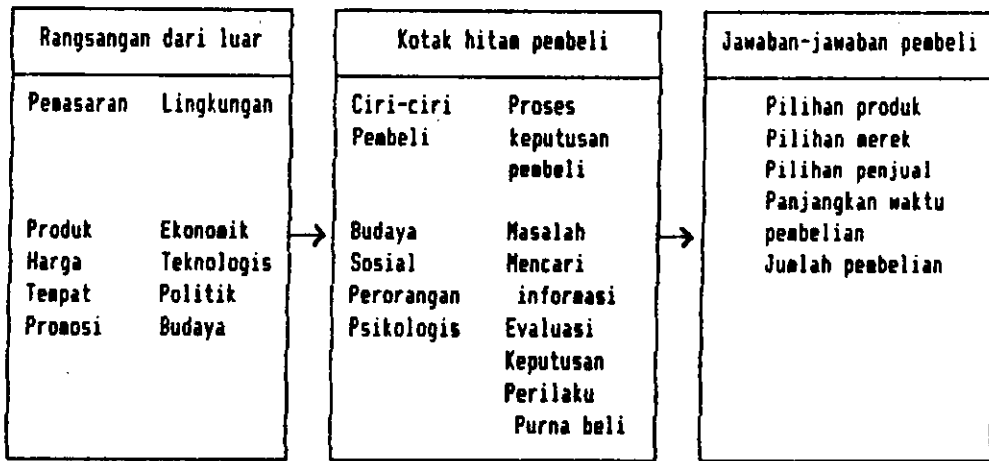 Rangsangan dari luar
Pemasaran Lingkungan
Produk Ekonomik
Harga Teknologis
Tempat Politik
Promosi Budaya
Kotak hitam pembeli
Ciri-ciri Proses
Pembeli keputusan
pembeli
Budaya Masalah
Sosial Mencari
Perorangan informasi
Psikologis Evaluasi
Keputusan
Perilaku
Purna beli
Jawaban-jawaban pembeli
Pilihan produk
Pilihan merek
Pilihan penjual
Panjangkan waktu
pembelian
Jumlah pembelian